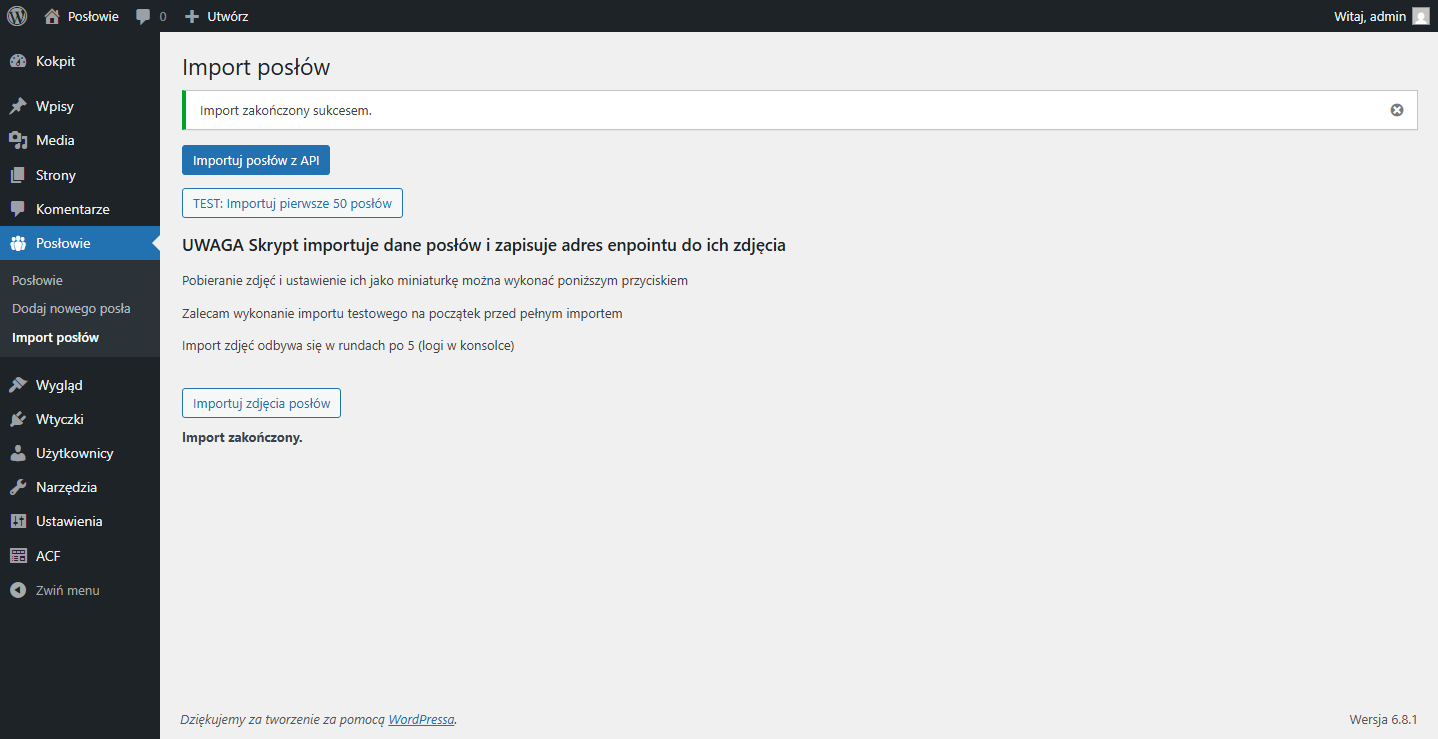 Posłowie
0
Utwórz
Witaj, admin
Kokpit
Wpisy
Media
Strony
Komentarze
Posłowie
Posłowie
Dodaj nowego posła
Import posłów
Wygląd
Wtyczki
Użytkownicy
Narzędzia
Ustawienia
ACF
Zwiń menu
Import posłów
Import zakończony sukcesem.
Importuj posłów z API
TEST: Importuj pierwsze 50 posłów
UWAGA Skrypt importuje dane posłów i zapisuje adres enpointu do ich zdjęcia
Pobieranie zdjęć i ustawienie ich jako miniaturkę można wykonać poniższym przyciskiem
Zalecam wykonanie importu testowego na początek przed pełnym importem
Import zdjęć odbywa się w rundach po 5 (logi w konsolce)
Importuj zdjęcia posłów
Import zakończony.
Dziękujemy za tworzenie za pomocą WordPressa.
Wersja 6.8.1